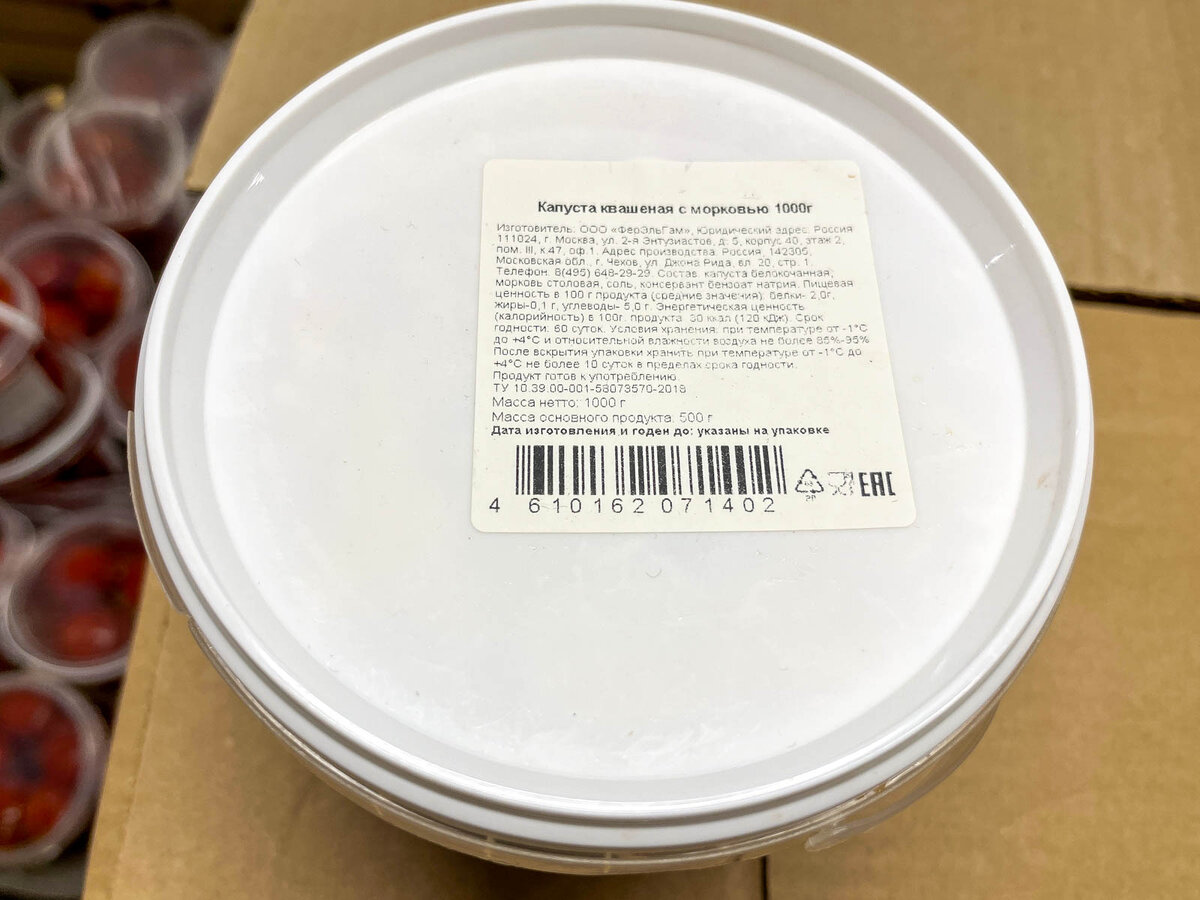 Капуста квашеная с морковью 1000г
Изготовитель: ООО «ФерЭльГам», Юридический адрес: Россия
111024, г. Москва, ул. 2-я Энтузиастов, д. 5, корпус 40, этаж 2,
пом. III, к.47, оф.1. Адрес производства: Россия, 142305,
Московская обл., г. Чехов, ул. Джона Рида, вл. 20, стр. 1.
Телефон: 8(495) 648-29-29. Состав: капуста белокочанная,
морковь столовая, соль, консервант бензоат натрия. Пищевая
ценность в 100 г продукта (средние значения): белки- 2,0г,
жиры-0,1 г, углеводы- 5,0 г. Энергетическая ценность
(калорийность) в 100г. продукта: 30 ккал (120 кДж). Срок
годности: 60 суток. Условия хранения: при температуре от -1°С
до +4°С и относительной влажности воздуха не более 85%-95%
После вскрытия упаковки хранить при температуре от -1°С до
+4°С не более 10 суток в пределах срока годности.
Продукт готов к употреблению.
ТУ 10.39.00-001-58073570-2018
Масса нетто: 1000 г
Масса основного продукта: 500 г
Дата изготовления и годен до: указаны на упаковке
4 610162 071402
PP
ЕАС